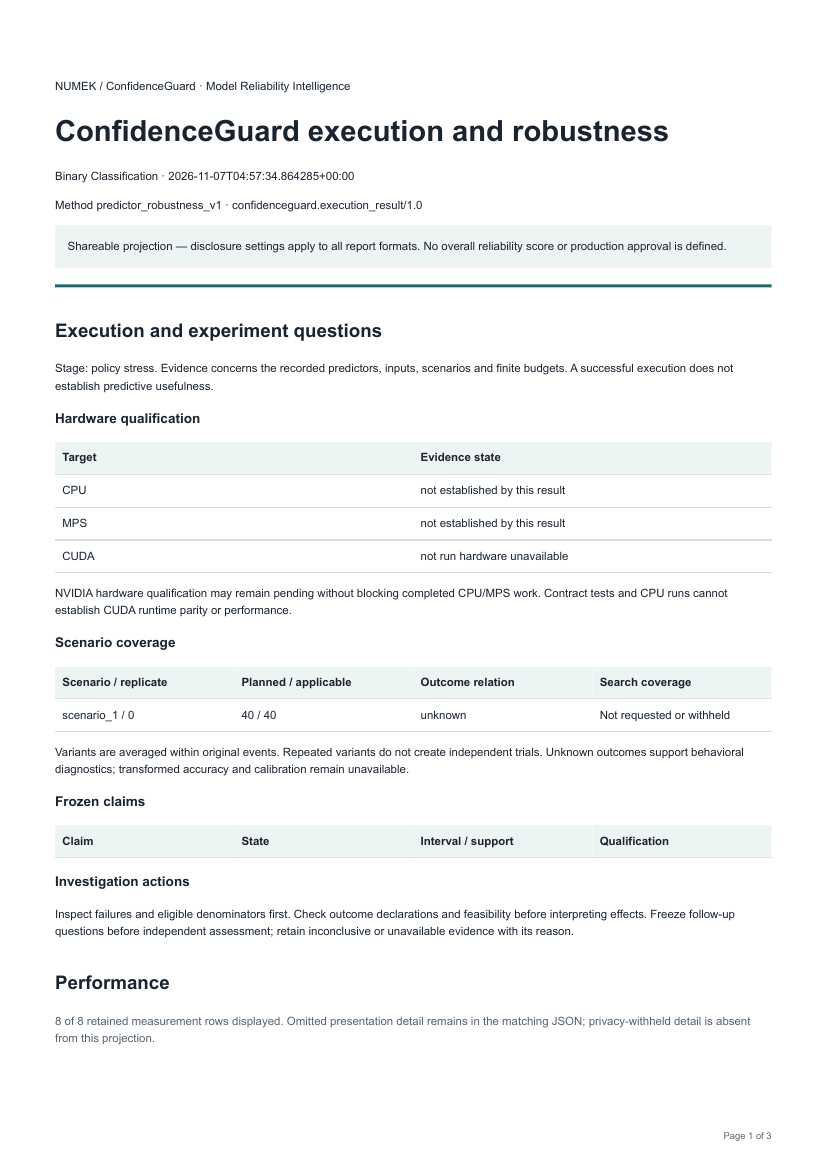 NUMEK / ConfidenceGuard · Model Reliability Intelligence
ConfidenceGuard execution and robustness
Binary Classification · 2026-11-07T04:57:34.864285+00:00
Method predictor_robustness_v1 · confidenceguard.execution_result/1.0
Shareable projection — disclosure settings apply to all report formats. No overall reliability score or production approval is defined.
Execution and experiment questions
Stage: policy stress. Evidence concerns the recorded predictors, inputs, scenarios and finite budgets. A successful execution does not
establish predictive usefulness.
Hardware qualification
Target Evidence state
CPU not established by this result
MPS not established by this result
CUDA not run hardware unavailable
NVIDIA hardware qualification may remain pending without blocking completed CPU/MPS work. Contract tests and CPU runs cannot
establish CUDA runtime parity or performance.
Scenario coverage
Scenario / replicate Planned / applicable Outcome relation Search coverage
scenario_1 / 0 40 / 40 unknown Not requested or withheld
Variants are averaged within original events. Repeated variants do not create independent trials. Unknown outcomes support behavioral
diagnostics; transformed accuracy and calibration remain unavailable.
Frozen claims
Claim State Interval / support Qualification
Investigation actions
Inspect failures and eligible denominators first. Check outcome declarations and feasibility before interpreting effects. Freeze follow-up
questions before independent assessment; retain inconclusive or unavailable evidence with its reason.
Performance
8 of 8 retained measurement rows displayed. Omitted presentation detail remains in the matching JSON; privacy-withheld detail is absent
from this projection.
Page 1 of 3